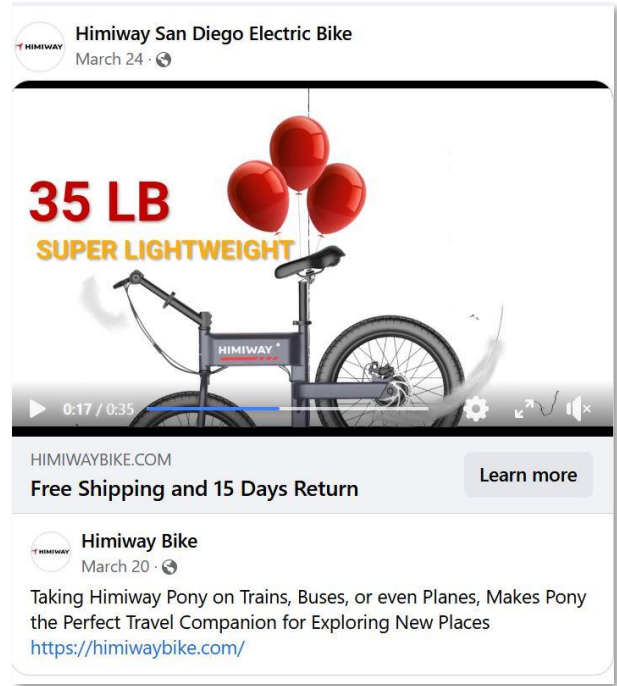 HIMIWAY
Himiway San Diego Electric Bike
March 24 ·
35 LB
SUPER LIGHTWEIGHT
HIMIWAY
0:17 / 0:35
HIMIWAYBIKE.COM
Free Shipping and 15 Days Return
Learn more
HIMIWAY
Himiway Bike
March 20 ·
Taking Himiway Pony on Trains, Buses, or even Planes, Makes Pony
the Perfect Travel Companion for Exploring New Places
https://himiwaybike.com/